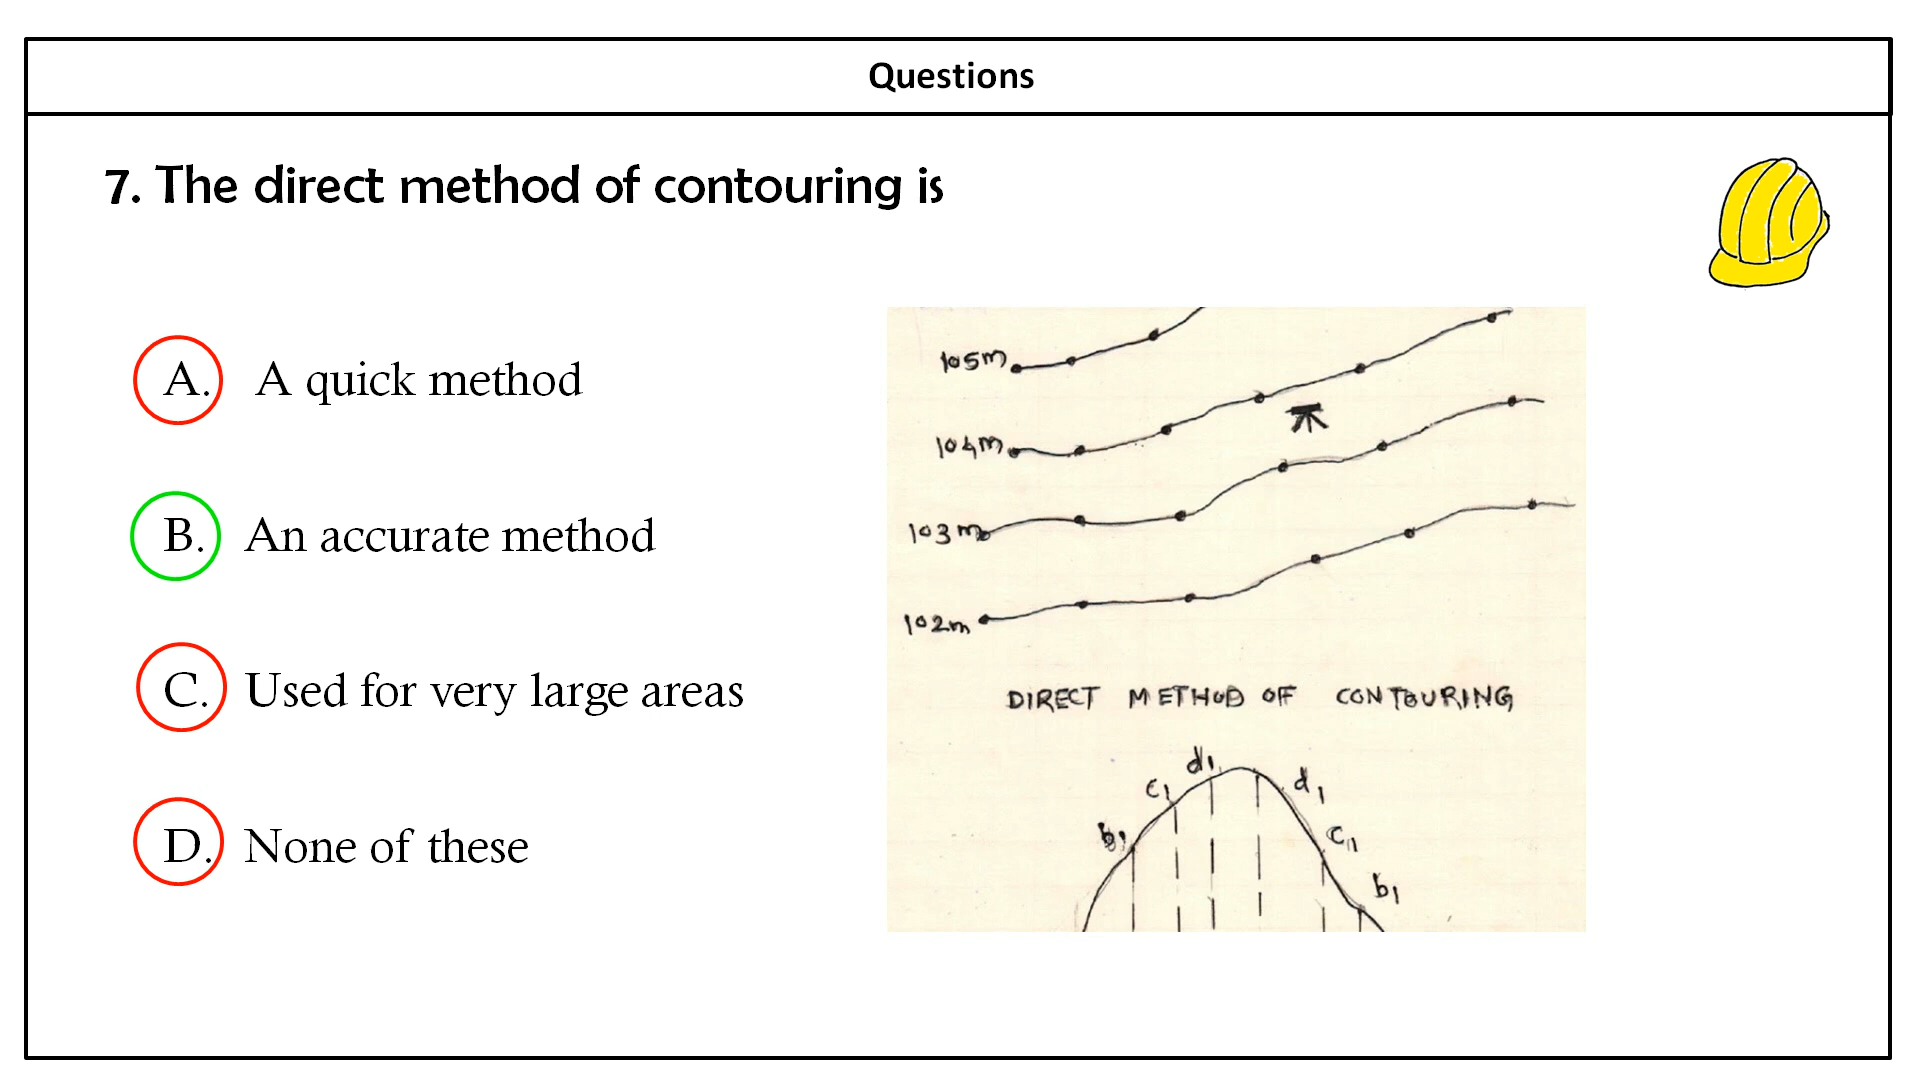 Questions
7. The direct method of contouring is
A. A quick method
B. An accurate method
C. Used for very large areas
D. None of these
105m
104m
103m
102m
DIRECT METHOD OF CONTOURING
d1
c1
d1
b1
c1
b1